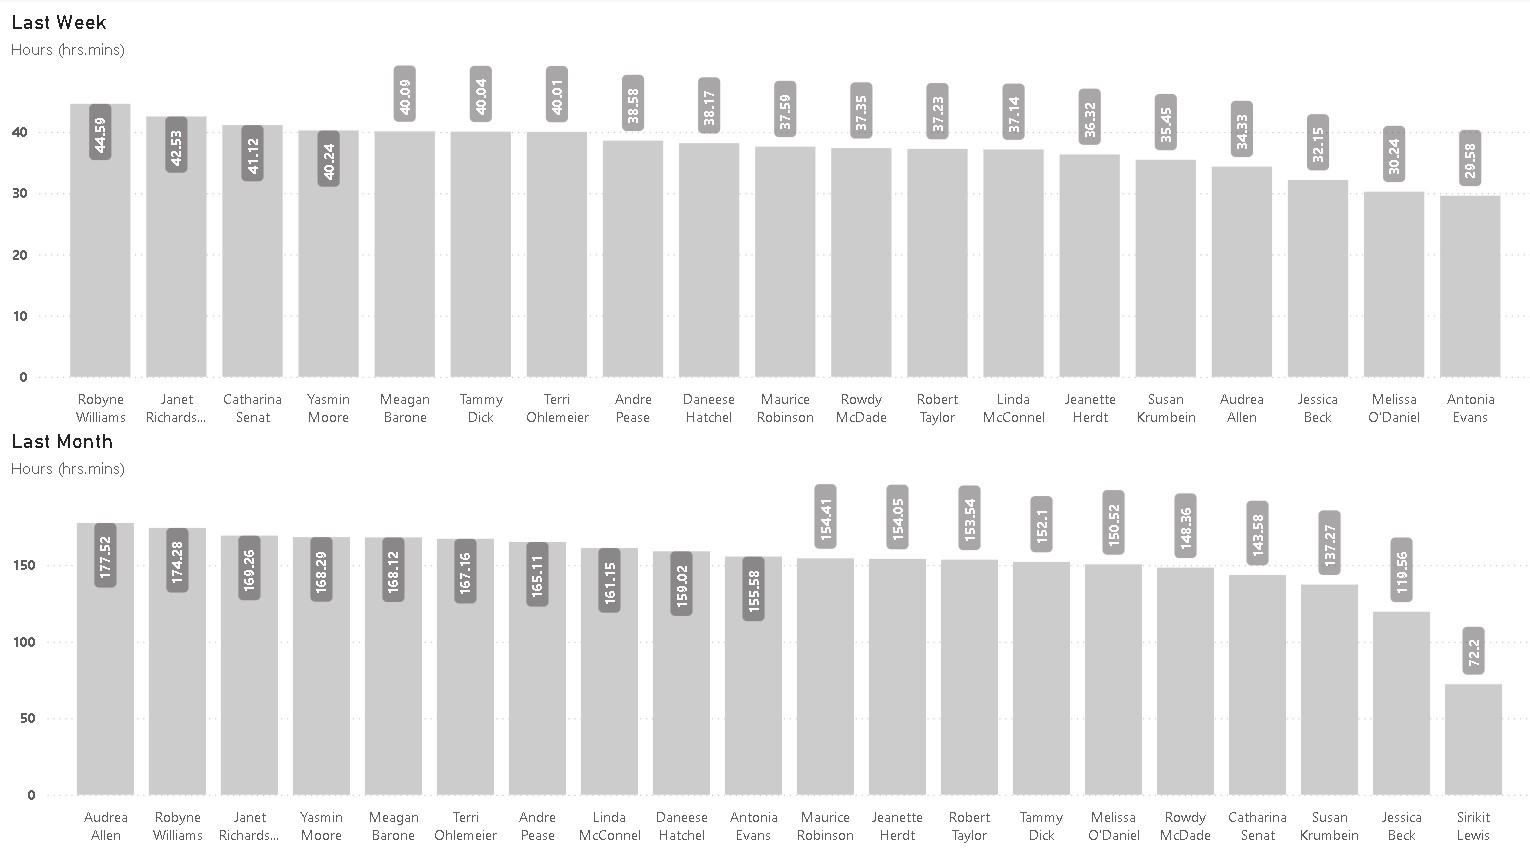 Last Week
Hours (hrs.mins)
40
30
20
10
0
44.59
42.53
41.12
40.24
40.09
40.04
40.01
38.58
38.17
37.59
37.35
37.23
37.14
36.32
35.45
34.33
32.15
30.24
29.58
Robyne
Williams
Janet
Richards...
Catharina
Senat
Yasmin
Moore
Meagan
Barone
Tammy
Dick
Terri
Ohlemeier
Andre
Pease
Daneese
Hatchel
Maurice
Robinson
Rowdy
McDade
Robert
Taylor
Linda
McConnel
Jeanette
Herdt
Susan
Krumbein
Audrea
Allen
Jessica
Beck
Melissa
O'Daniel
Antonia
Evans
Last Month
Hours (hrs.mins)
150
100
50
0
177.52
174.28
169.26
168.29
168.12
167.16
165.11
161.15
159.02
155.58
154.41
154.05
153.54
152.1
150.52
148.36
143.58
137.27
119.56
72.2
Audrea
Allen
Robyne
Williams
Janet
Richards...
Yasmin
Moore
Meagan
Barone
Terri
Ohlemeier
Andre
Pease
Linda
McConnel
Daneese
Hatchel
Antonia
Evans
Maurice
Robinson
Jeanette
Herdt
Robert
Taylor
Tammy
Dick
Melissa
O'Daniel
Rowdy
McDade
Catharina
Senat
Susan
Krumbein
Jessica
Beck
Sirikit
Lewis